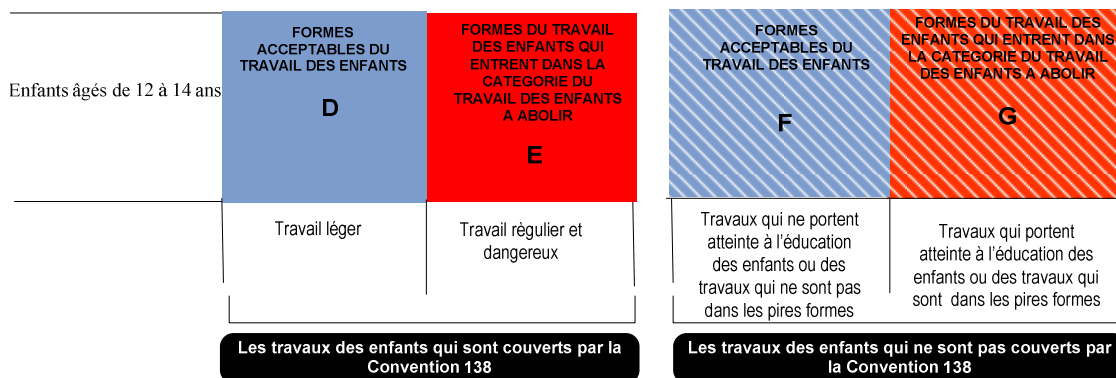 Enfants âgés de 12 à 14 ans
FORMES
ACCEPTABLES DU
TRAVAIL DES ENFANTS
D
FORMES DU TRAVAIL
DES ENFANTS QUI
ENTRENT DANS LA
CATEGORIE DU
TRAVAIL DES ENFANTS
A ABOLIR
E
FORMES
ACCEPTABLES DU
TRAVAIL DES ENFANTS
F
FORMES DU TRAVAIL DES
ENFANTS QUI ENTRENT DANS
LA CATEGORIE DU TRAVAIL
DES ENFANTS A ABOLIR
G
Travail léger
Travail règulier et
dangereux
Travaux qui ne portent
atteinte à l'éducation
des enfants ou des
travaux qui ne sont pas
dans les pires formes
Travaux qui portent
atteinte à l'éducation des
enfants ou des travaux qui
sont dans les pires formes
Les travaux des enfants qui sont couverts par la
Convention 138
Les travaux des enfants qui ne sont pas couverts par
la Convention 138